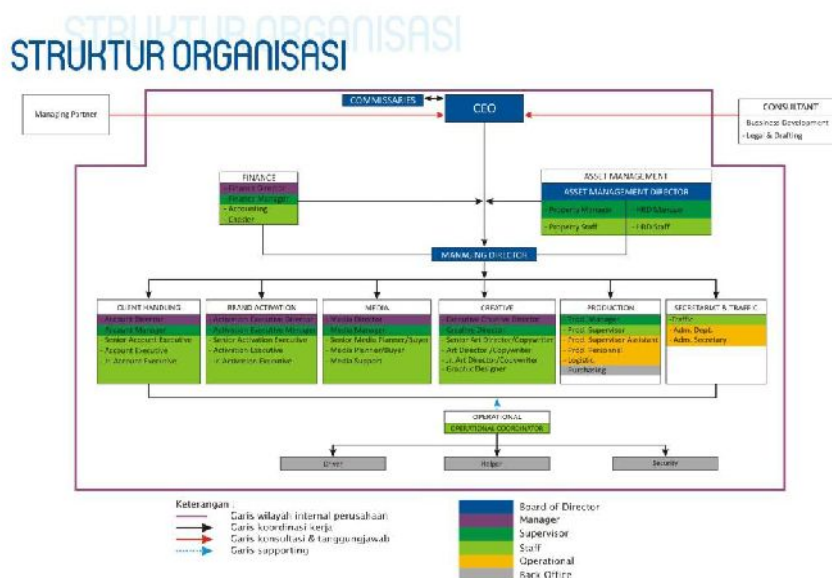 STRUKTUR ORGANISASI
STRUKTUR ORGANISASI
COMMISSARIES
CEO
Managing Partner
CONSULTANT
Bussiness Development
- Legal & Drafting
FINANCE
- Finance Director
- Finance Manager
- Accounting
ASSET MANAGEMENT
ASSET MANAGEMENT DIRECTOR
- Property Manager
- HRD Manager
- Property Staff
- HRD Staff
MANAGING DIRECTOR
CLIENT HANDLING
- Account Director
- Account Manager
- Senior Account Executive
- Account Executive
- Jr. Account Executive
BRAND ACTIVATION
- Activation Executive Director
- Activation Executive Manager
- Senior Activation Executive
- Activation Executive
- Jr. Activation Executive
MEDIA
- Media Director
- Media Manager
- Senior Media Planner/Buyer
- Media Planner/Buyer
- Media Support
CREATIVE
- Executive Creative Director
- Creative Director
- Senior Art Director/Copywriter
- Art Director /Copywriter
- Jr. Art Director/Copywriter
- Graphic Designer
PRODUCTION
- Prod. Manager
- Prod. Supervisor
- Prod. Supervisor Assistant
- Prod. Personnel
- Logistic
- Purchasing
SECRETARIAT & TRAFFIC
- Traffic
- Adm. Dept.
- Adm. Secretary
OPERATIONAL
OPERATIONAL COORDINATOR
Driver
Helper
Security
Keterangan :
Garis wilayah internal perusahaan
Garis koordinasi kerja
Garis konsultasi & tanggungjawab
Garis supporting
Board of Director
Manager
Supervisor
Staff
Operational
Back Office